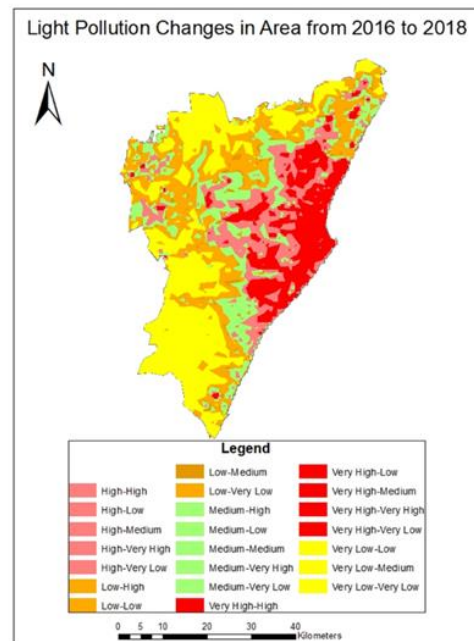 Light Pollution Changes in Area from 2016 to 2018
N
Legend
High-High
High-Low
High-Medium
High-Very High
High-Very Low
Low-High
Low-Low
Low-Medium
Low-Very Low
Medium-High
Medium-Low
Medium-Medium
Medium-Very High
Medium-Very Low
Very High-High
Very High-Low
Very High-Medium
Very High-Very High
Very High-Very Low
Very Low-Low
Very Low-Medium
Very Low-Very Low
0 5 10 20 30 40
Kilometers